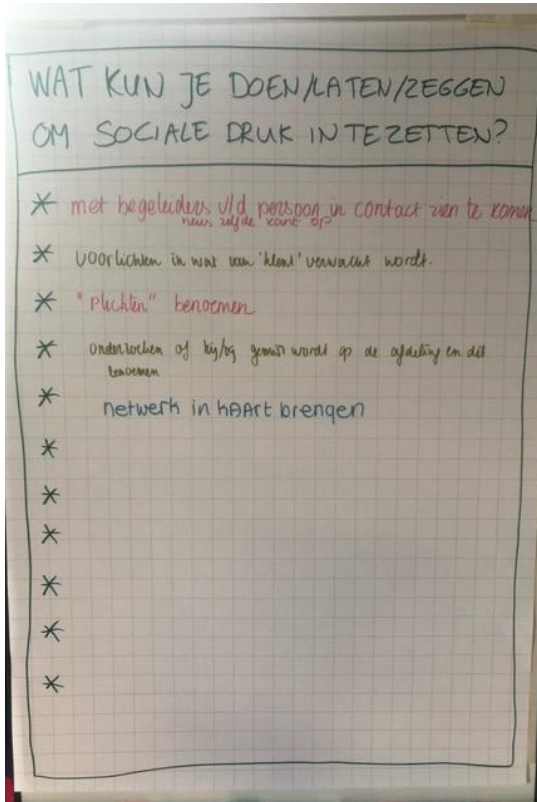 WAT KUN JE DOEN/LATEN/ZEGGEN
OM SOCIALE DRUK IN TE ZETTEN?
* met begeleiders v/d persoon in contact zien te komen
neus zelfde kant op
* voorlichten in wat van 'klant' verwacht wordt.
* "plichten" benoemen
* onderzoeken of hij/zij gemist wordt op de afdeling en dit
benoemen
* netwerk in kAArt brengen
*
*
*
*
*
*